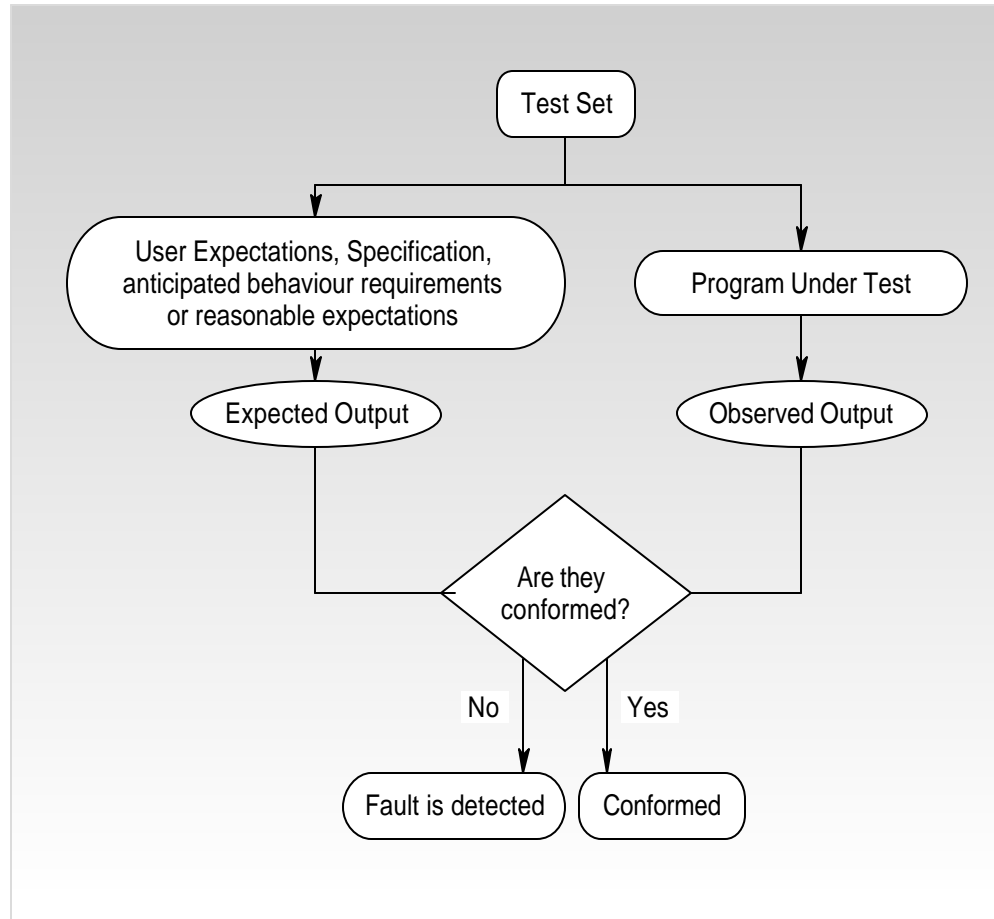 Test Set
User Expectations, Specification,
anticipated behaviour requirements
or reasonable expectations
Program Under Test
Expected Output
Observed Output
Are they
conformed?
No
Yes
Fault is detected
Conformed